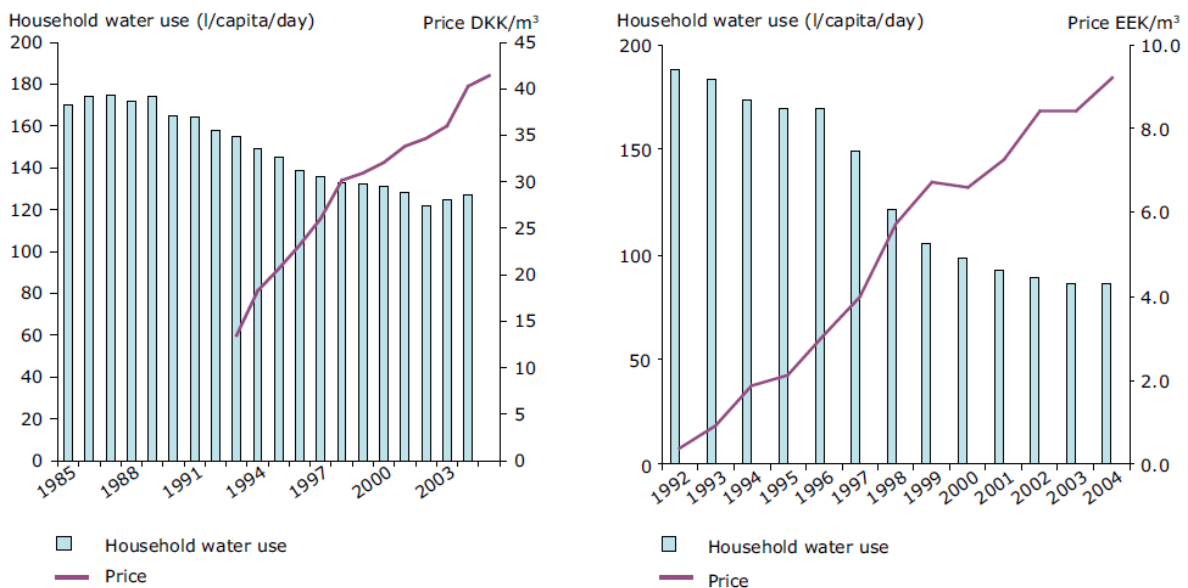 Household water use (l/capita/day) Price DKK/m³
200 45
180 40
160 35
140 30
120 25
100 20
80 15
60 10
40 5
20 0
0
1985 1988 1991 1994 1997 2000 2003
Household water use
Price
Household water use (l/capita/day) Price EEK/m³
200 10.0
150 8.0
100 6.0
50 4.0
0 2.0
0.0
1992 1993 1994 1995 1996 1997 1998 1999 2000 2001 2002 2003 2004
Household water use
Price